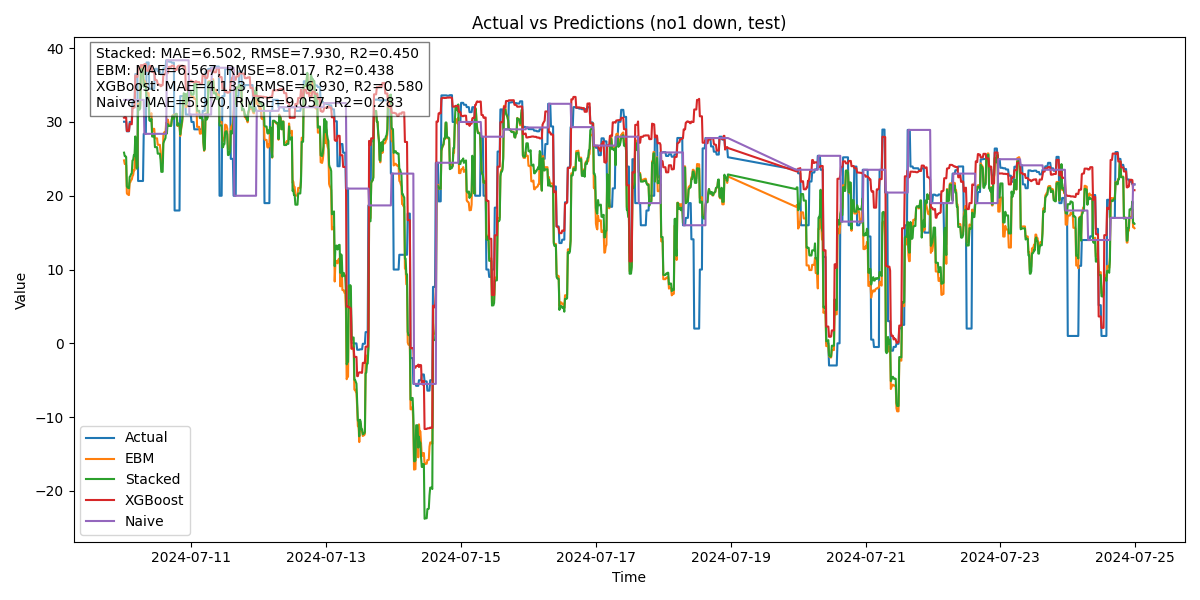 Actual vs Predictions (no1 down, test)
Stacked: MAE=6.502, RMSE=7.930, R2=0.450
EBM: MAE=6.567, RMSE=8.017, R2=0.438
XGBoost: MAE=4.133, RMSE=6.930, R2=0.580
Naive: MAE=5.970, RMSE=9.057, R2=0.283
40
30
20
10
0
−10
−20
Value
Actual
EBM
Stacked
XGBoost
Naive
2024-07-11 2024-07-13 2024-07-15 2024-07-17 2024-07-19 2024-07-21 2024-07-23 2024-07-25
Time